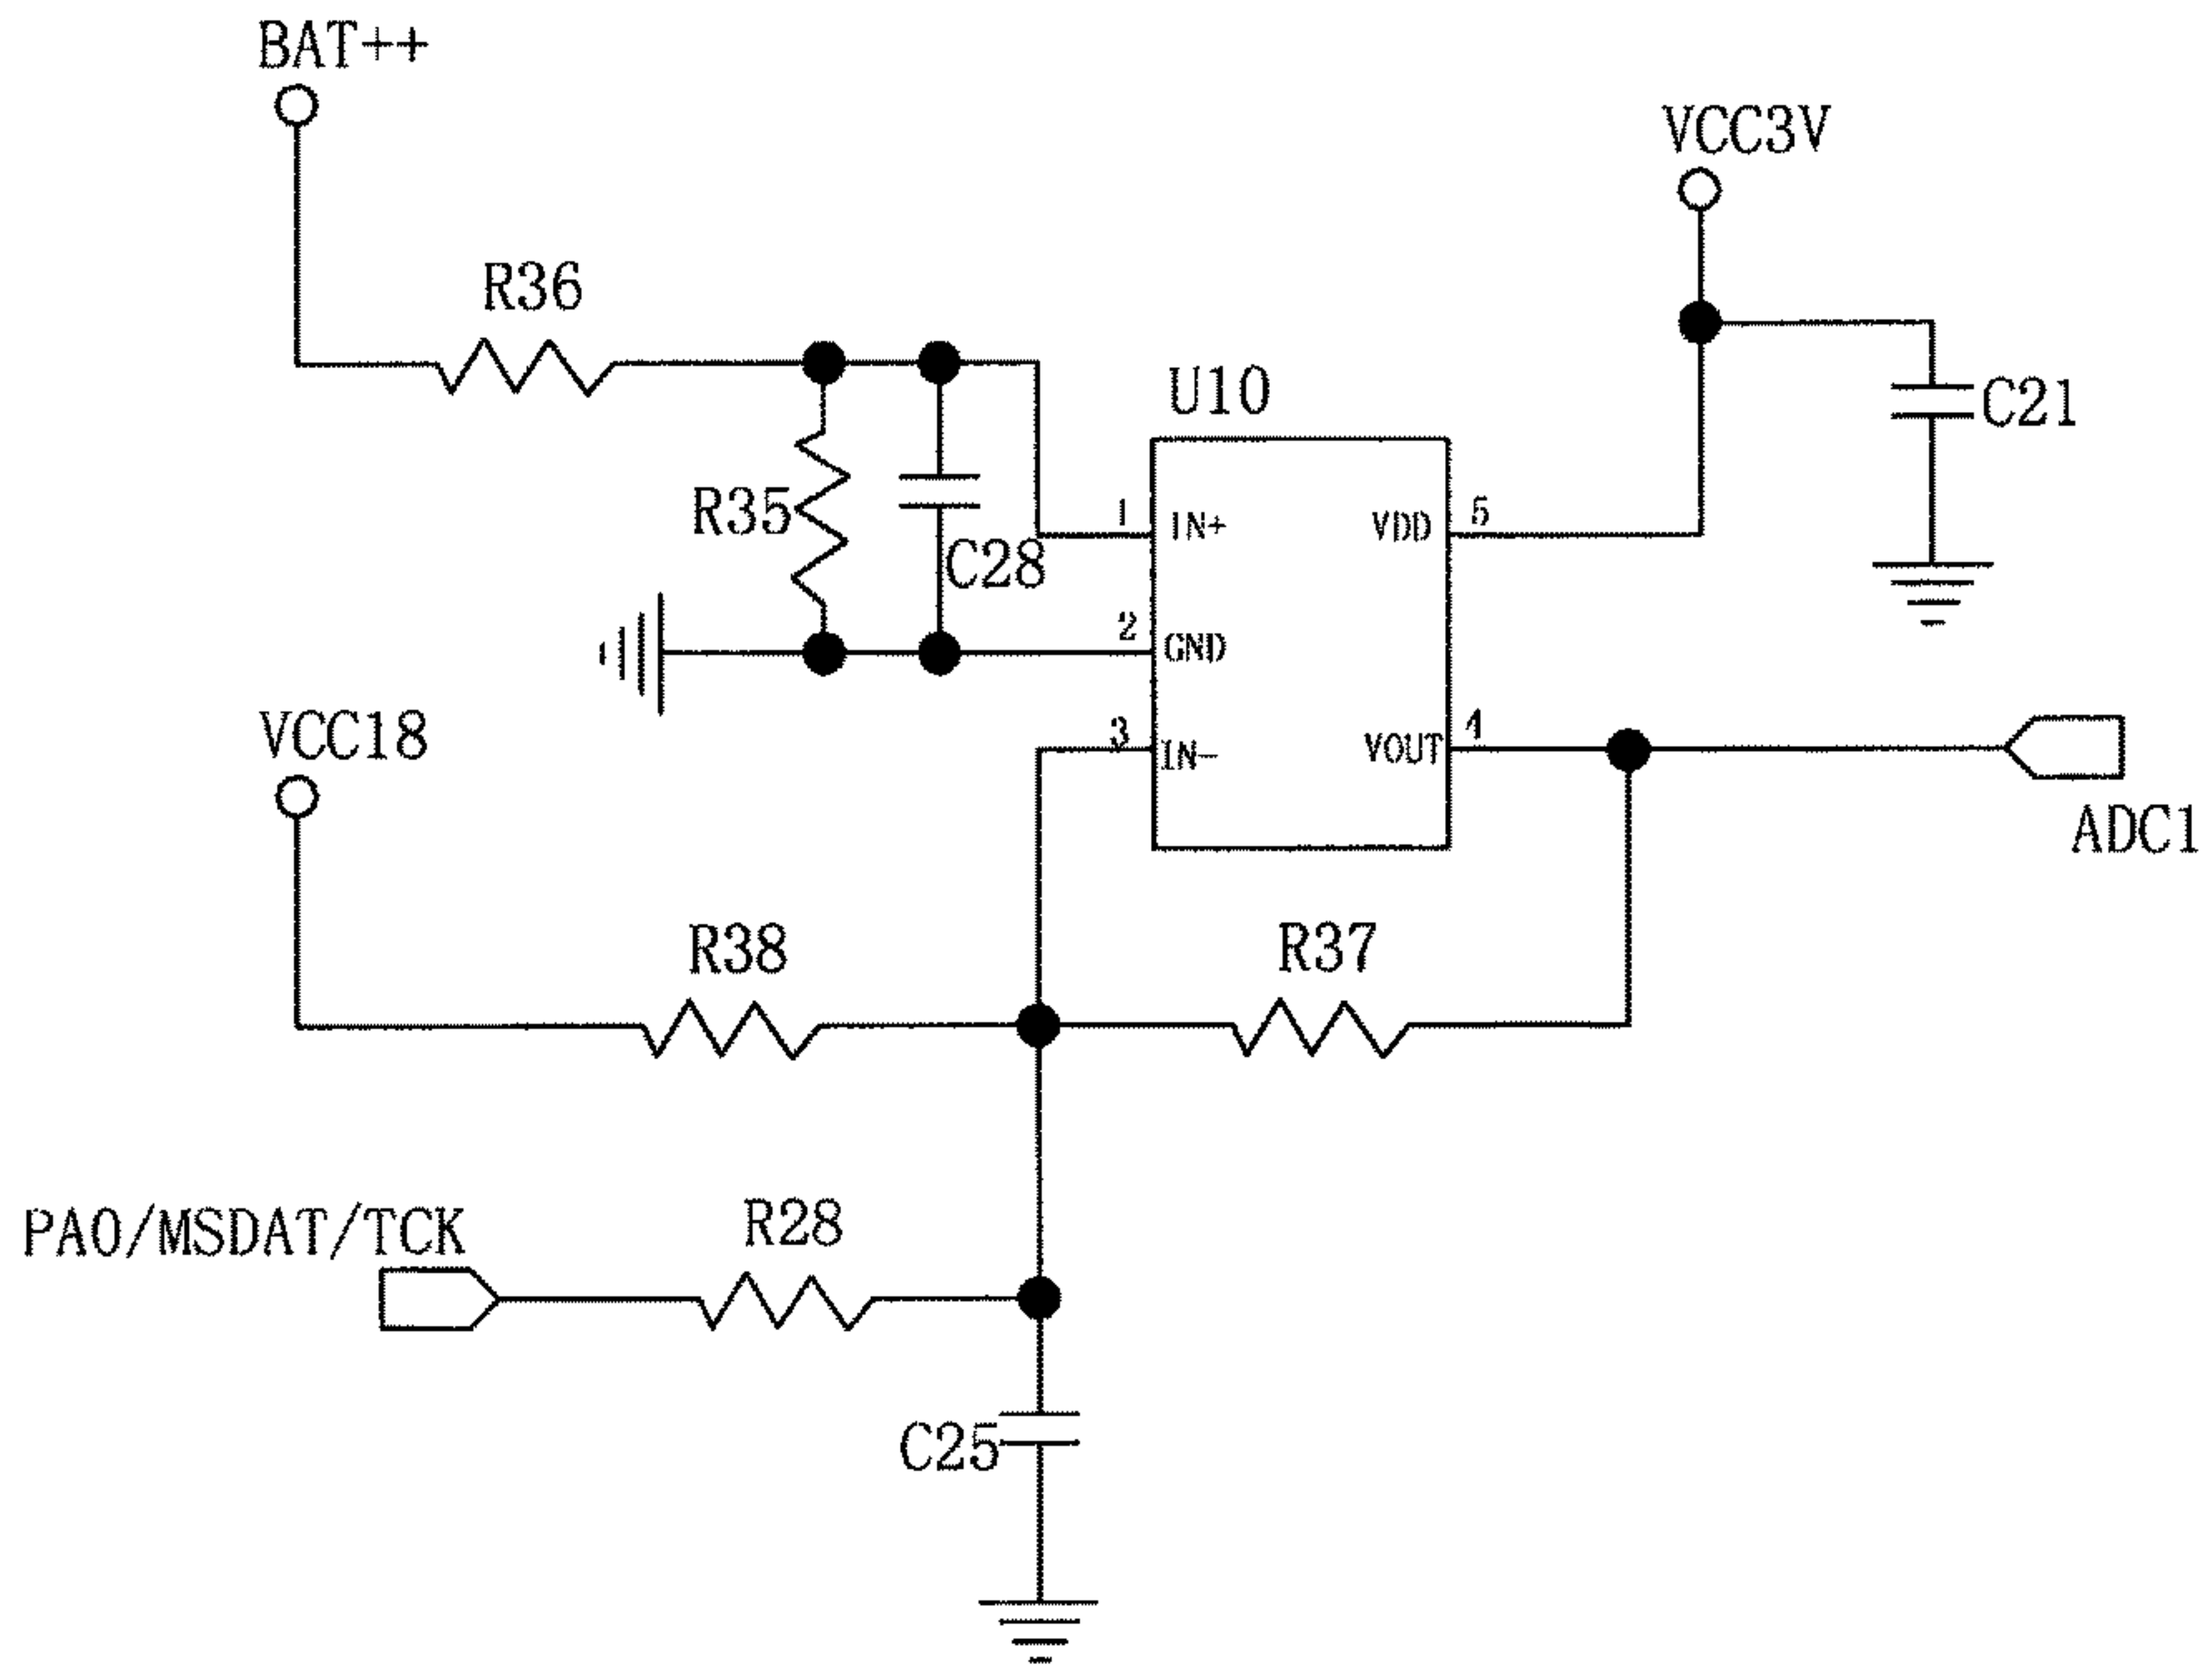 BAT++
VCC3V
R36
U10
C21
R35
C28
1
IN+
VDD
5
2
GND
3
IN-
VOUT
4
VCC18
ADC1
R38
R37
PA0/MSDAT/TCK
R28
C25